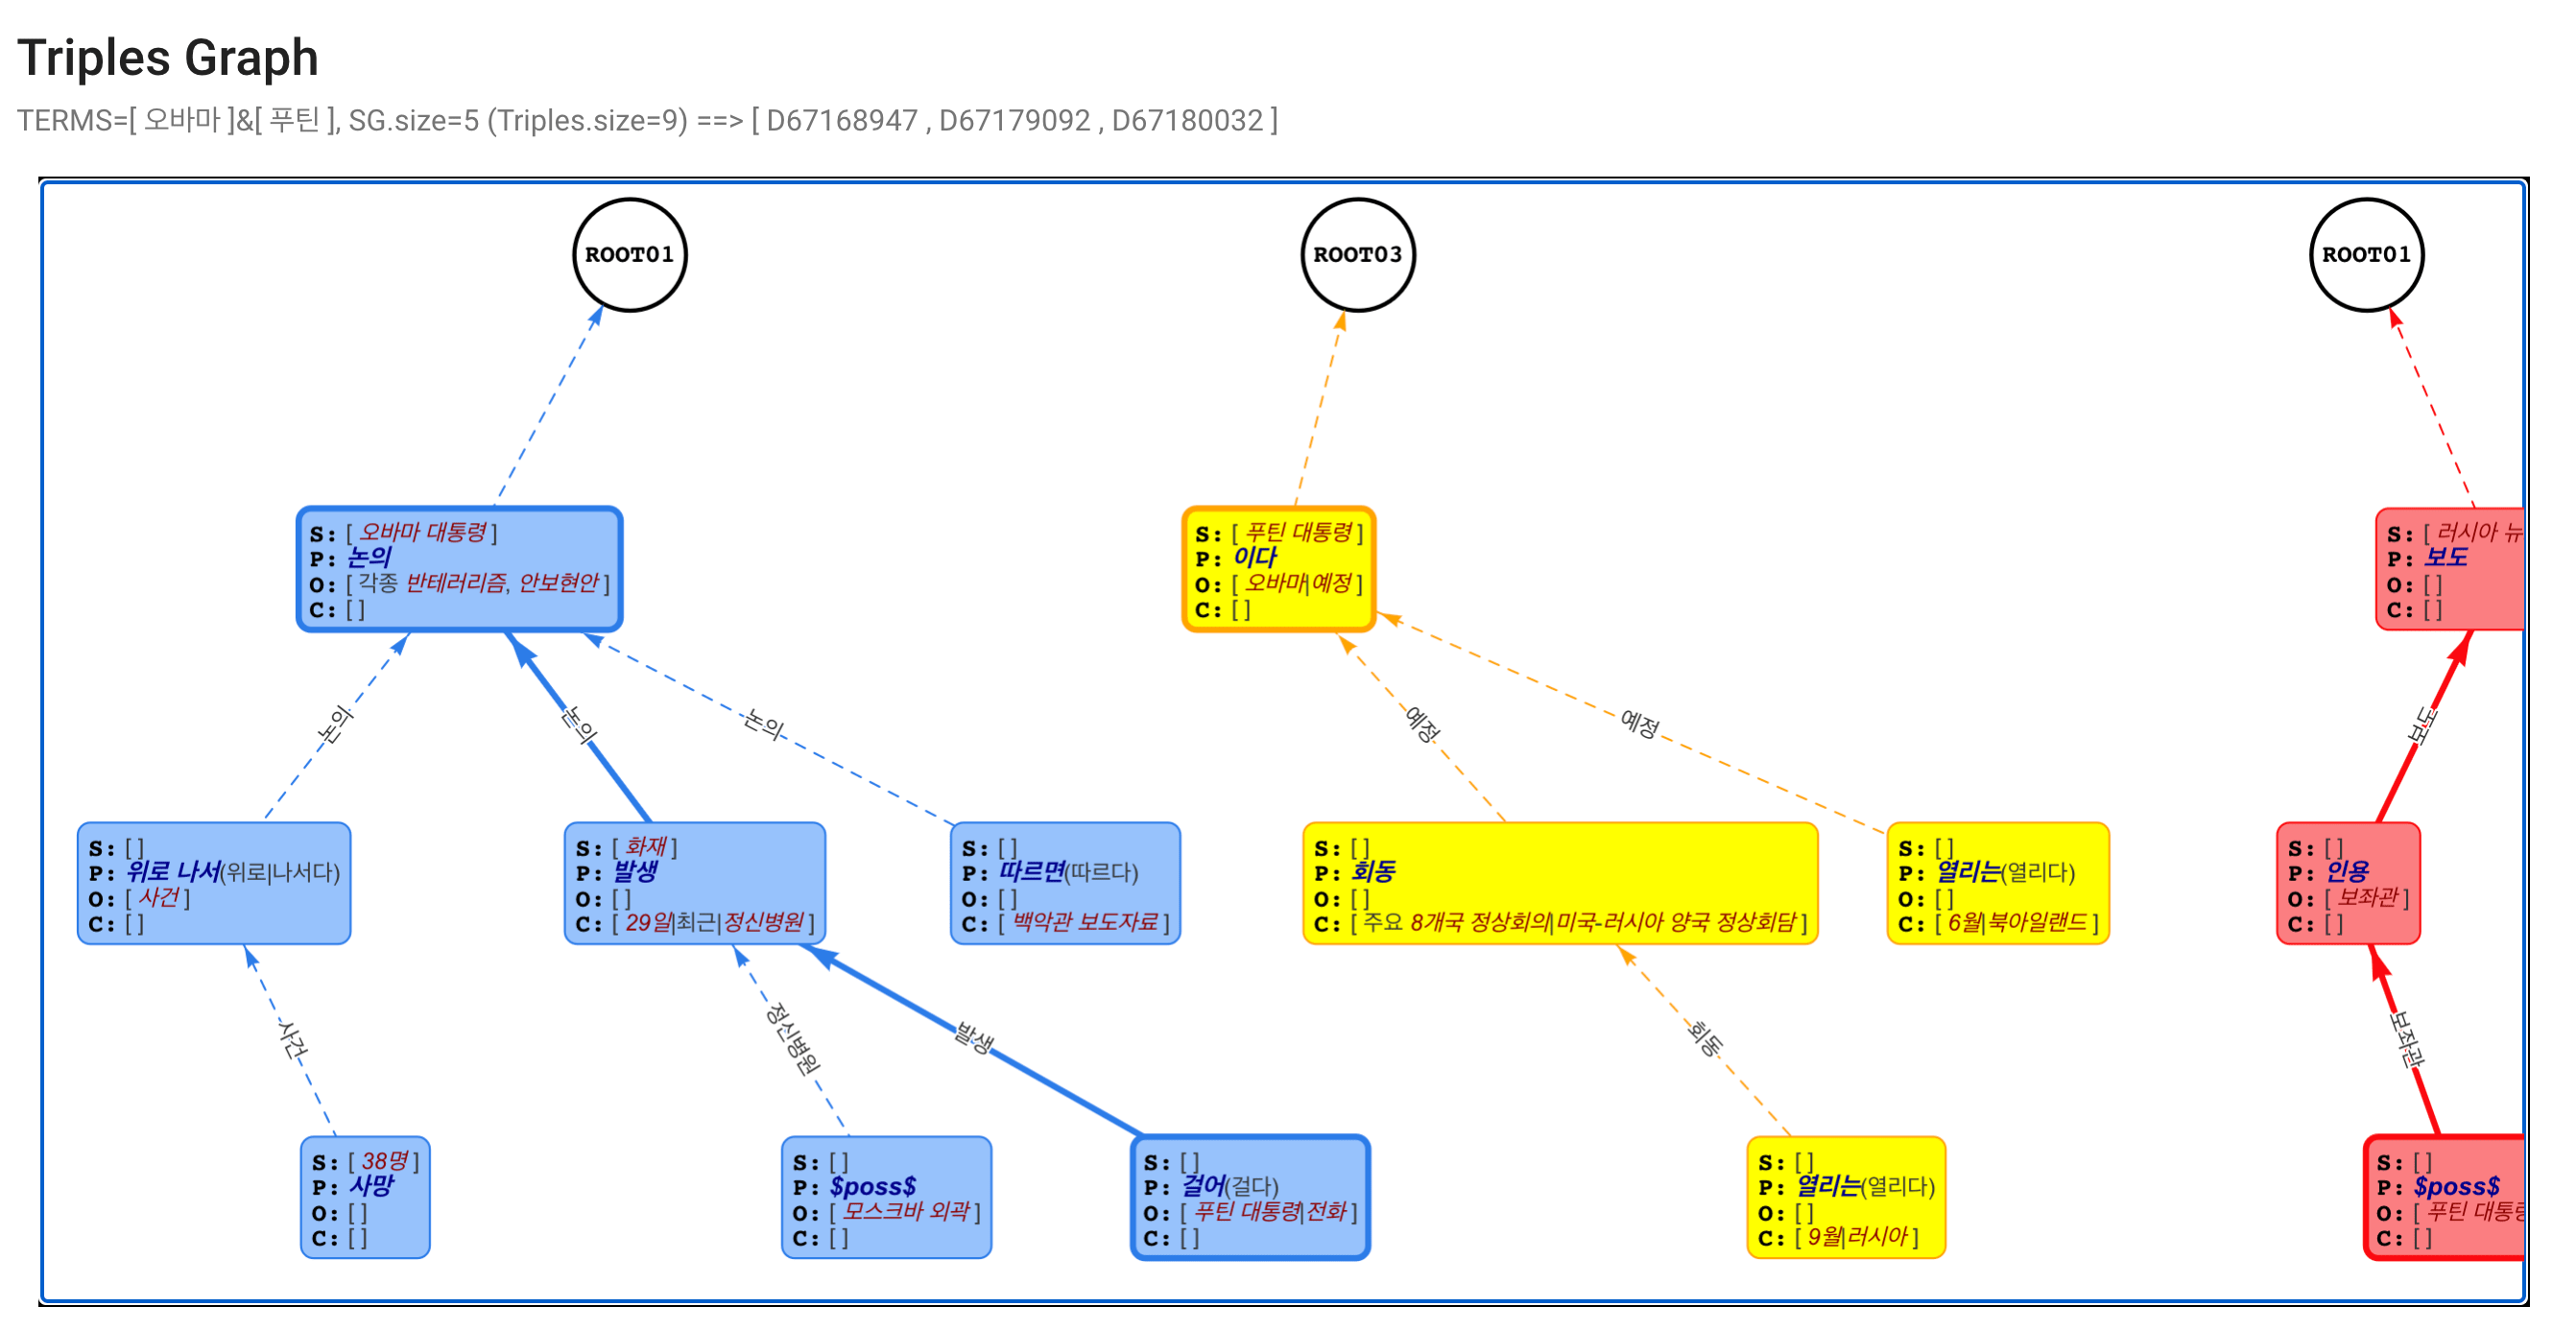 Triples Graph
TERMS=[ 오바마 ]&[ 푸틴 ], SG.size=5 (Triples.size=9) ==> [ D67168947 , D67179092 , D67180032 ]
ROOT01
ROOT03
ROOT01
S: [ 오바마 대통령 ]
P: 논의
O: [ 각종 반테러리즘, 안보현안 ]
C: [ ]
S: [ 푸틴 대통령 ]
P: 이다
O: [ 오바마|예정 ]
C: [ ]
S: [ 러시아 뉴
P: 보도
O: [ ]
C: [ ]
논의
논의
논의
예정
예정
보도
S: [ ]
P: 위로 나서(위로|나서다)
O: [ 사건 ]
C: [ ]
S: [ 화재 ]
P: 발생
O: [ ]
C: [ 29일|최근|정신병원 ]
S: [ ]
P: 따르면(따르다)
O: [ ]
C: [ 백악관 보도자료 ]
S: [ ]
P: 회동
O: [ ]
C: [ 주요 8개국 정상회의|미국-러시아 양국 정상회담 ]
S: [ ]
P: 열리는(열리다)
O: [ ]
C: [ 6월|북아일랜드 ]
S: [ ]
P: 인용
O: [ 보좌관 ]
C: [ ]
사건
정신병원
발생
회동
보좌관
S: [ 38명 ]
P: 사망
O: [ ]
C: [ ]
S: [ ]
P: $poss$
O: [ 모스크바 외곽 ]
C: [ ]
S: [ ]
P: 걸어(걸다)
O: [ 푸틴 대통령|전화 ]
C: [ ]
S: [ ]
P: 열리는(열리다)
O: [ ]
C: [ 9월|러시아 ]
S: [ ]
P: $poss$
O: [ 푸틴 대통령
C: [ ]